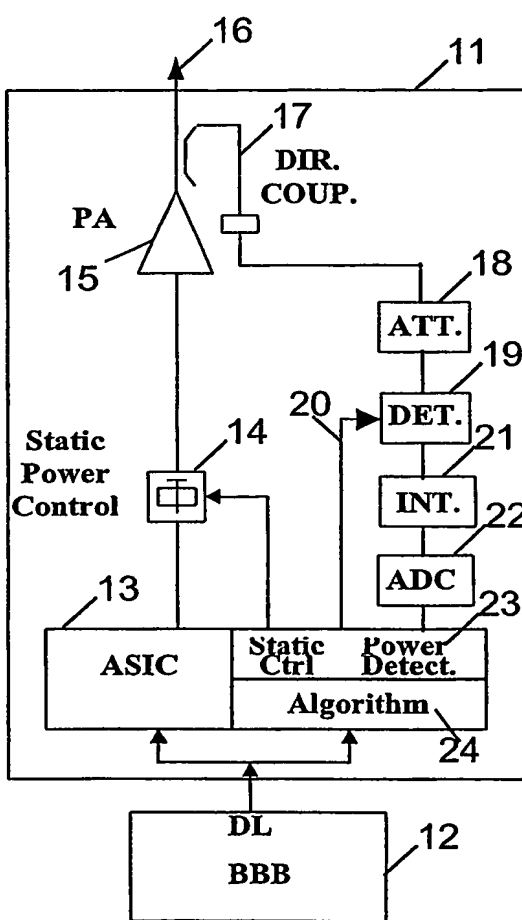 16
11
17
DIR.
COUP.
PA
15
18
ATT.
19
20
DET.
Static
Power
Control
14
21
INT.
22
ADC
13
23
ASIC
Static
Ctrl
Power
Detect.
Algorithm
24
DL
12
BBB